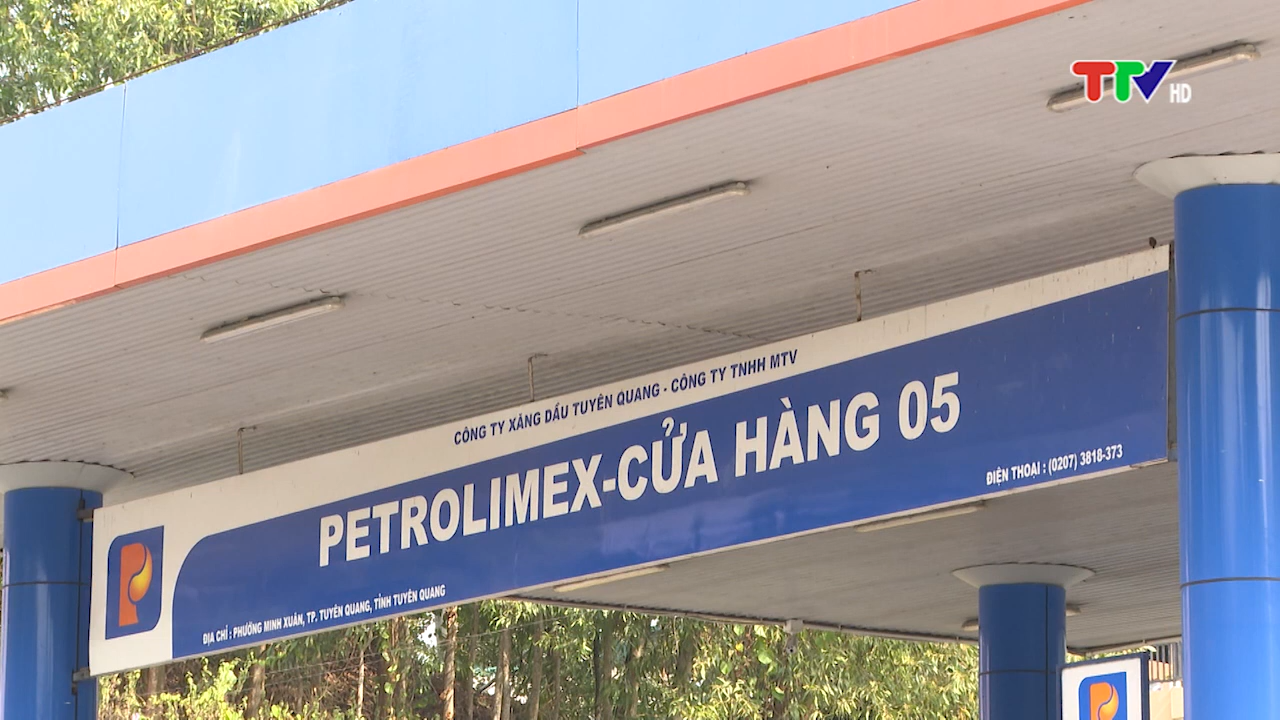 TTV HD
CÔNG TY XĂNG DẦU TUYÊN QUANG - CÔNG TY TNHH MTV
PETROLIMEX-CỬA HÀNG 05
ĐIỆN THOẠI : (0207) 3818-373
ĐỊA CHỈ : PHƯỜNG MINH XUÂN, TP. TUYÊN QUANG, TỈNH TUYÊN QUANG